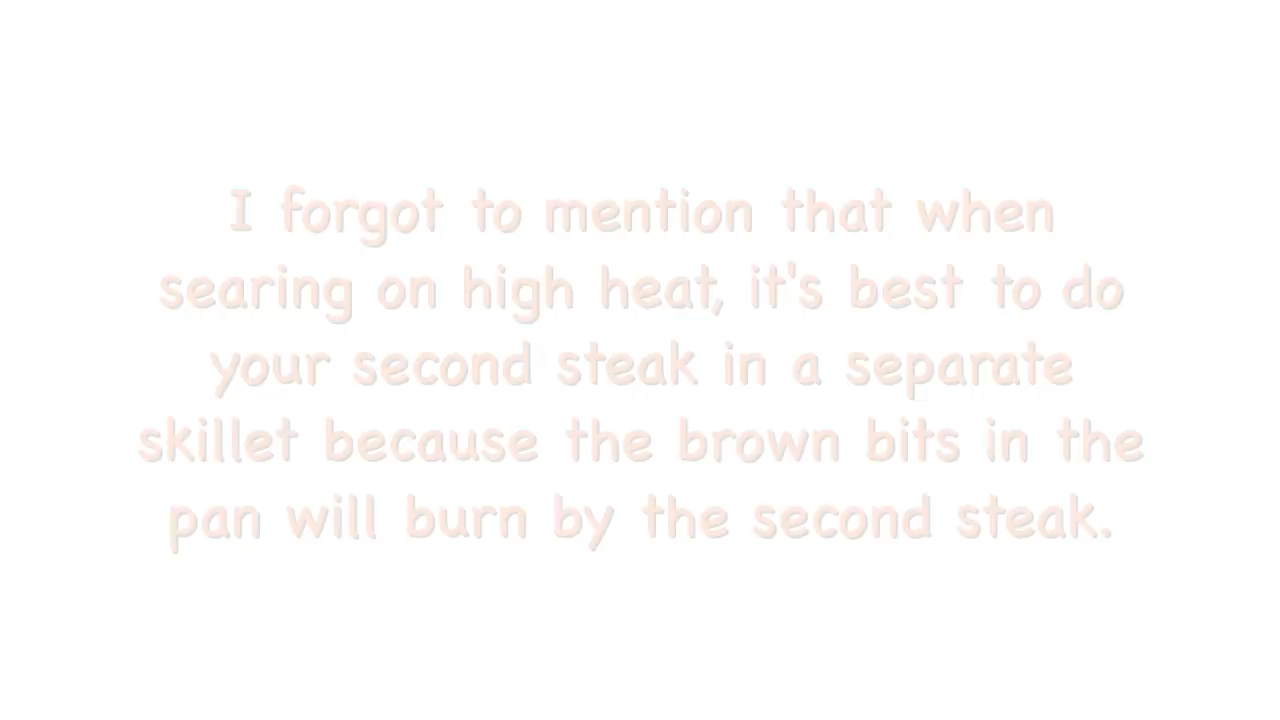 I forgot to mention that when
searing on high heat, it's best to do
your second steak in a separate
skillet because the brown bits in the
pan will burn by the second steak.